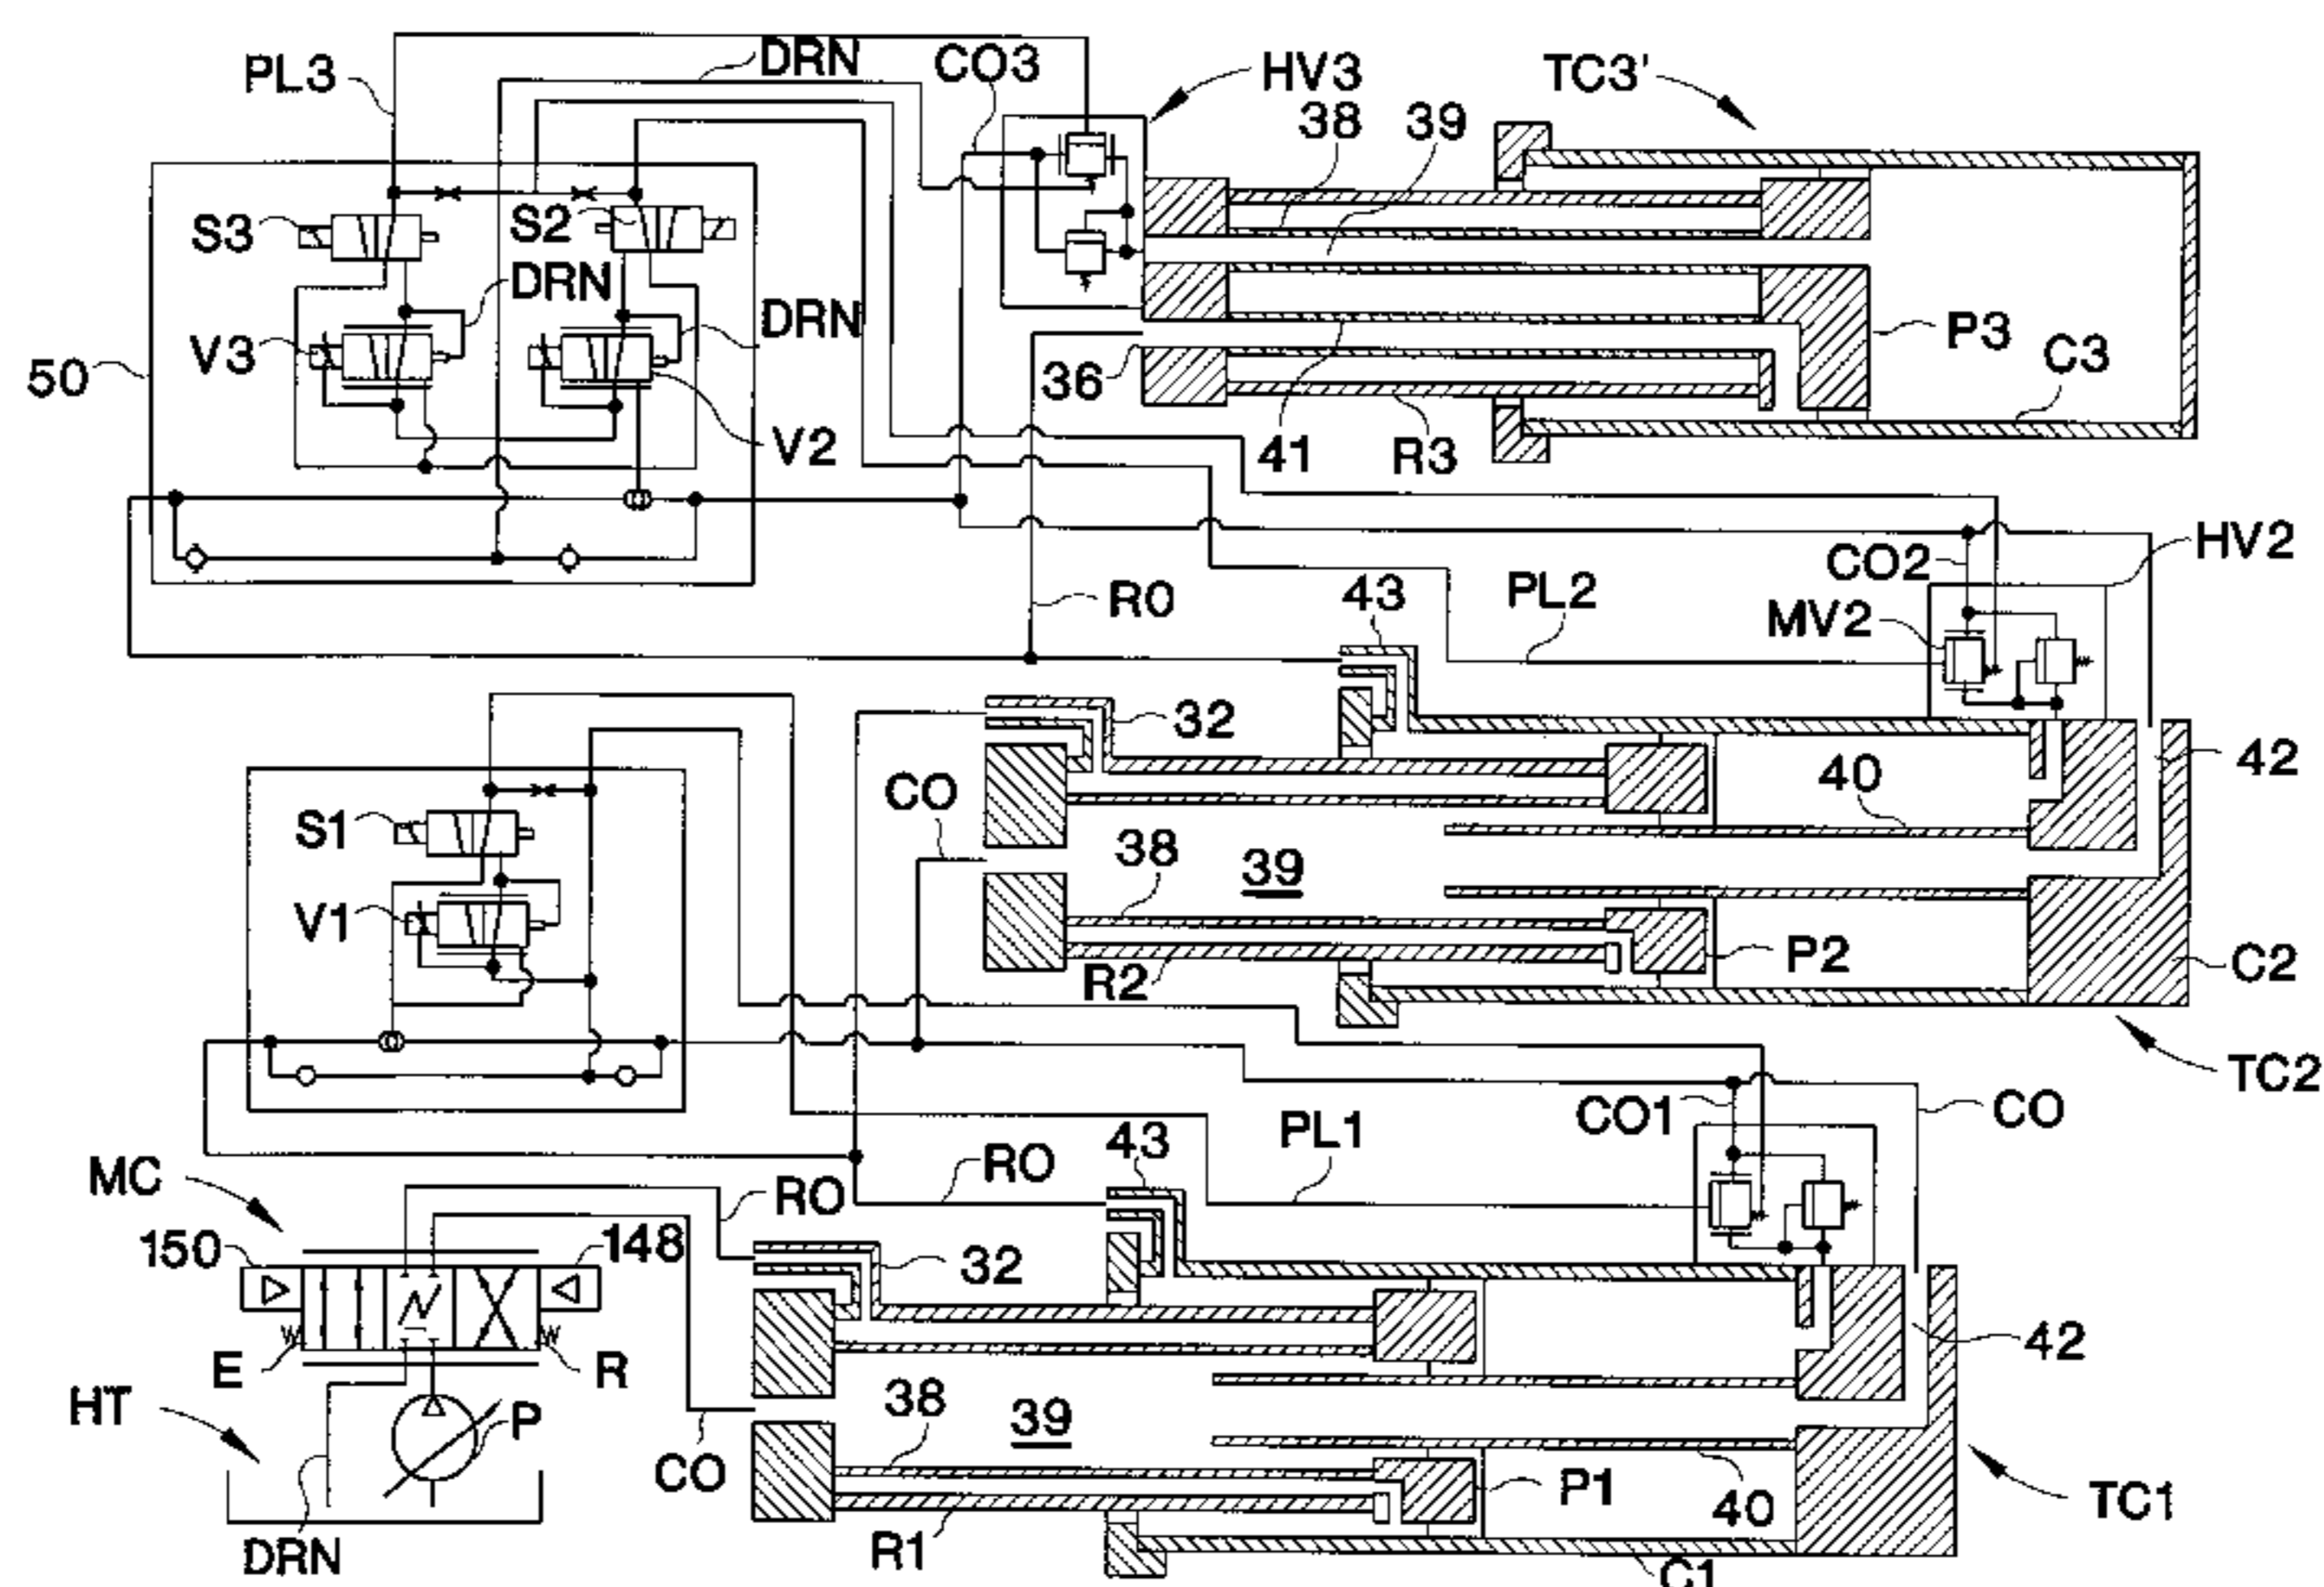 PL3
DRN
CO3
HV3
TC3'
38
39
S3
S2
DRN
DRN
V3
50
V2
36
41
R3
P3
C3
HV2
CO2
RO
43
PL2
MV2
32
42
CO
40
S1
38
39
V1
R2
P2
C2
TC2
CO1
CO
PL1
43
MC
RO
RO
150
148
32
E
R
42
HT
P
38
39
CO
P1
40
TC1
DRN
R1
C1